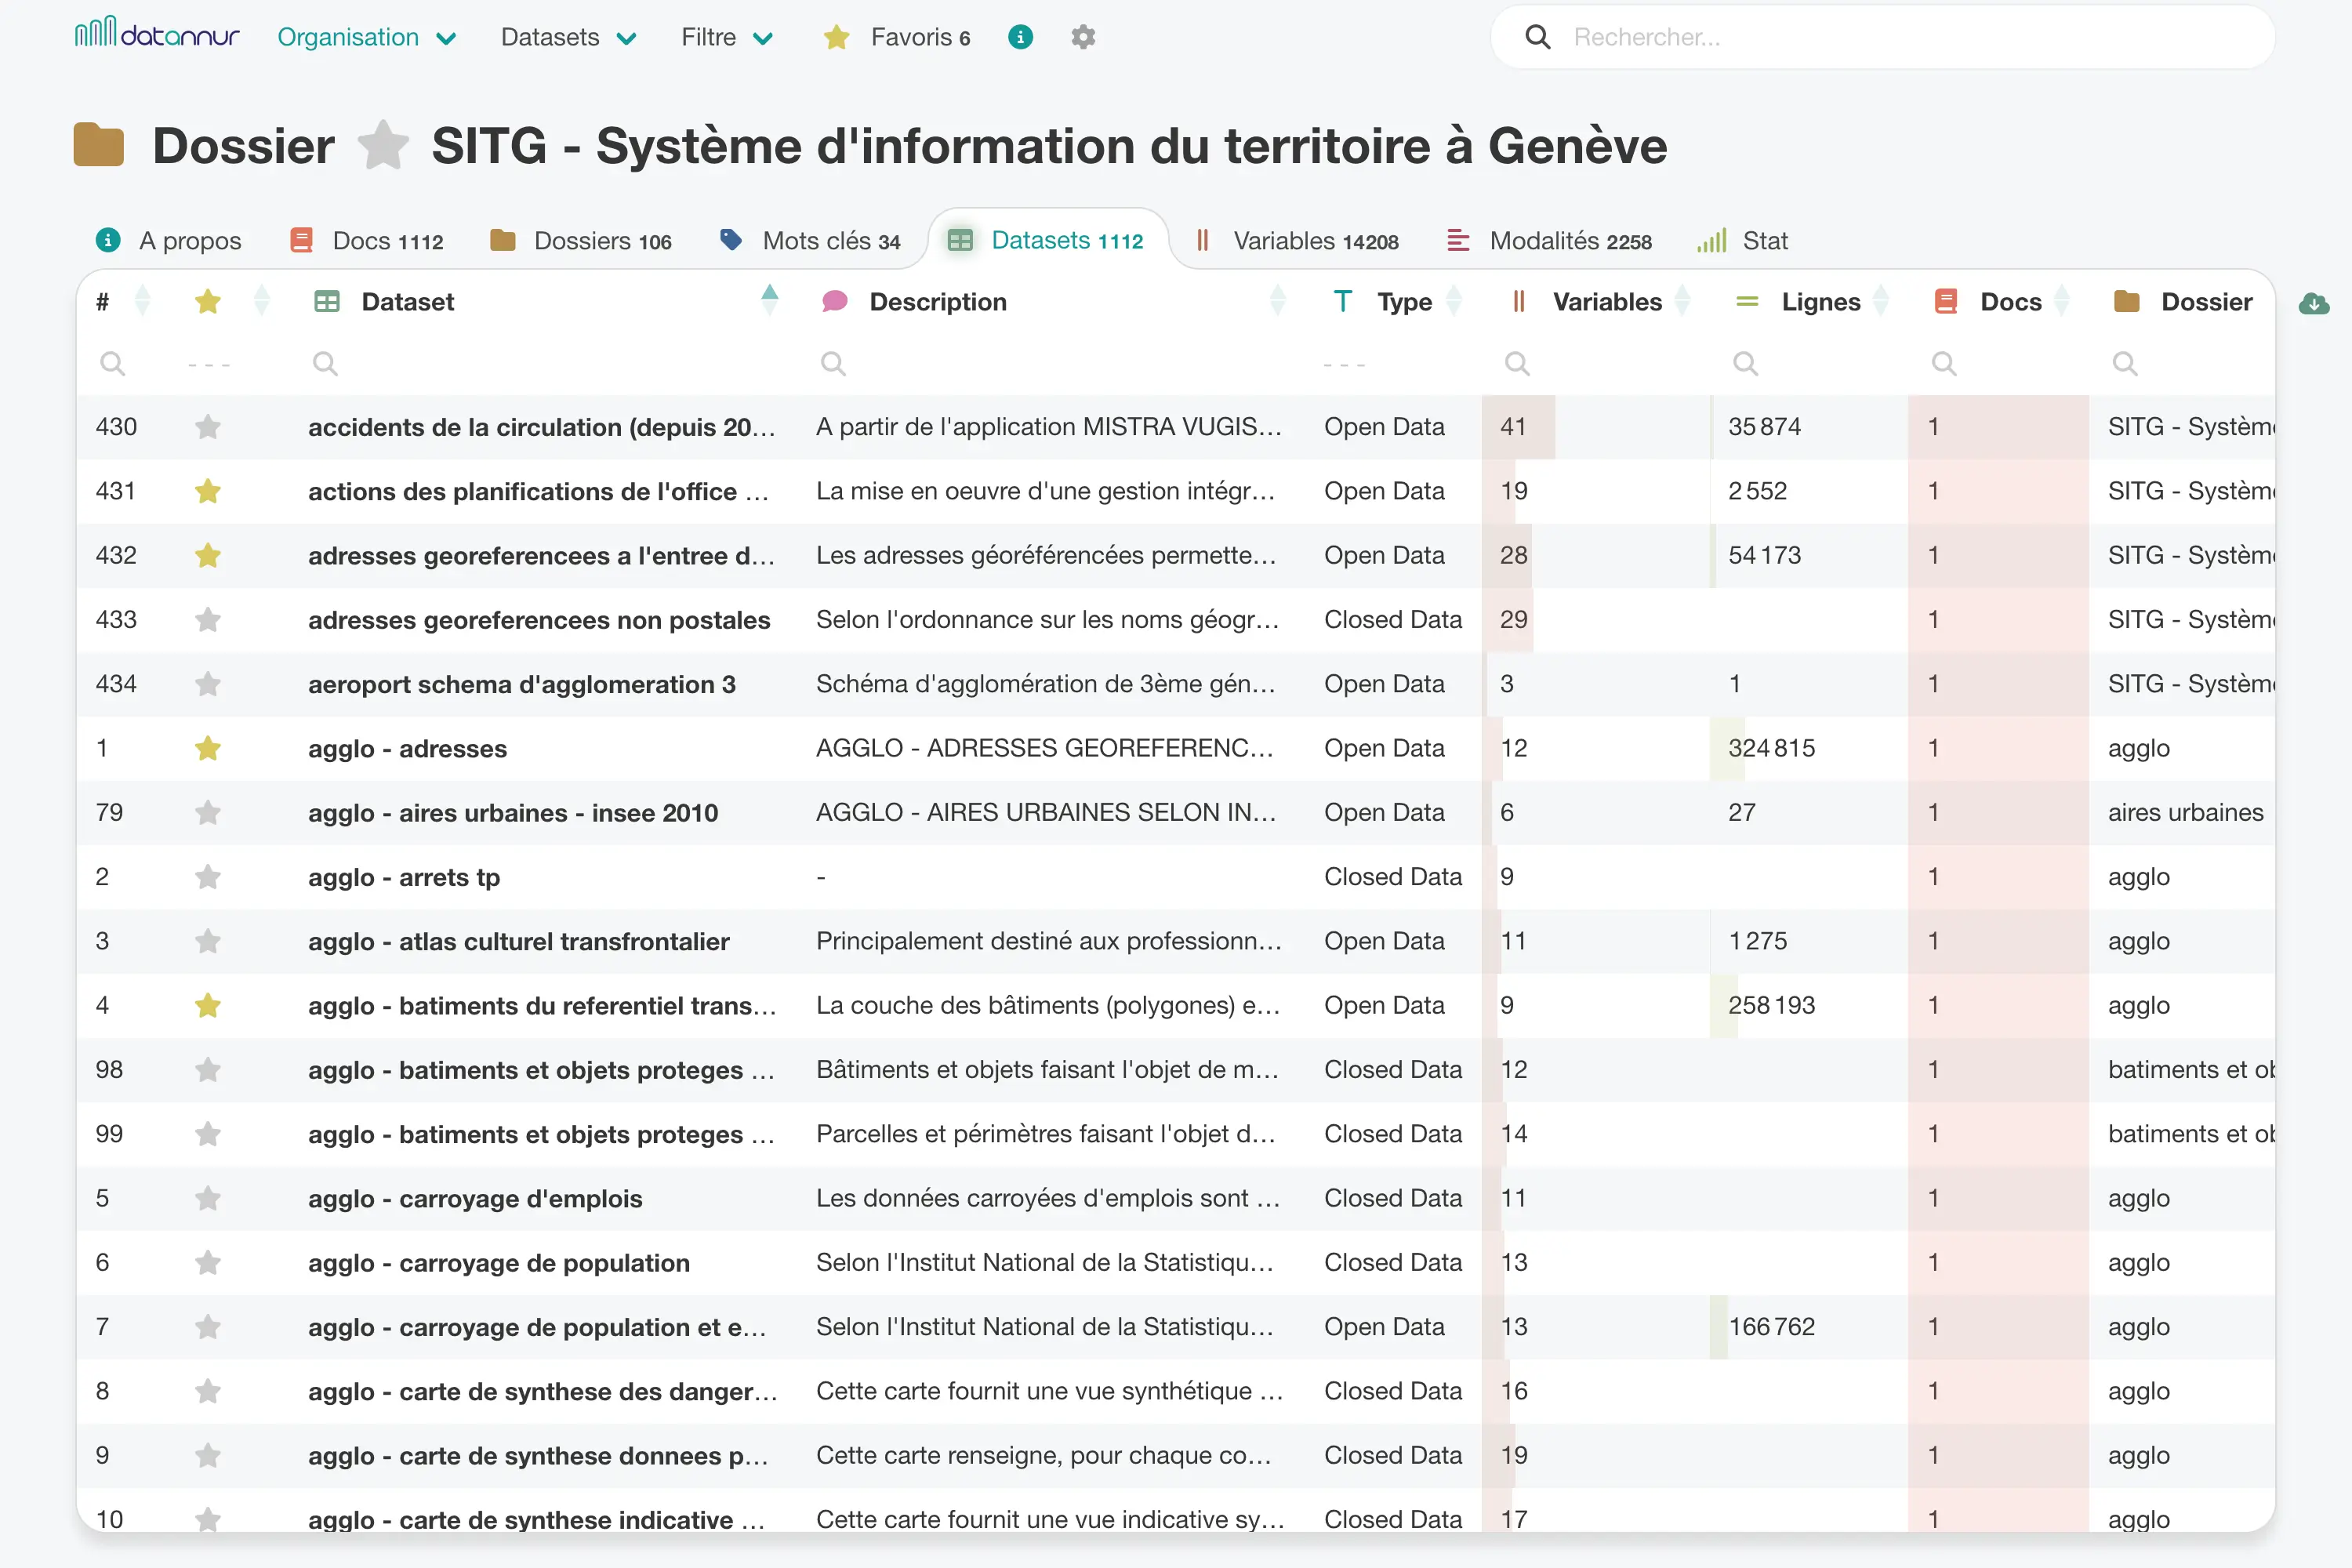 datannur Organisation Datasets Filtre Favoris 6 Rechercher...
Dossier SITG - Système d'information du territoire à Genève
A propos Docs 1112 Dossiers 106 Mots clés 34 Datasets 1112 Variables 14208 Modalités 2258 Stat
# Dataset Description Type Variables Lignes Docs Dossier
--- ---
430 accidents de la circulation (depuis 20… A partir de l'application MISTRA VUGIS… Open Data 41 35 874 1 SITG - Système
431 actions des planifications de l'office … La mise en oeuvre d'une gestion intégr… Open Data 19 2 552 1 SITG - Système
432 adresses georeferencees a l'entree d… Les adresses géoréférencées permette… Open Data 28 54 173 1 SITG - Système
433 adresses georeferencees non postales Selon l'ordonnance sur les noms géogr… Closed Data 29 1 SITG - Système
434 aeroport schema d'agglomeration 3 Schéma d'agglomération de 3ème gén… Open Data 3 1 1 SITG - Système
1 agglo - adresses AGGLO - ADRESSES GEOREFERENC… Open Data 12 324 815 1 agglo
79 agglo - aires urbaines - insee 2010 AGGLO - AIRES URBAINES SELON IN… Open Data 6 27 1 aires urbaines
2 agglo - arrets tp - Closed Data 9 1 agglo
3 agglo - atlas culturel transfrontalier Principalement destiné aux professionn… Open Data 11 1 275 1 agglo
4 agglo - batiments du referentiel trans… La couche des bâtiments (polygones) e… Open Data 9 258 193 1 agglo
98 agglo - batiments et objets proteges … Bâtiments et objets faisant l'objet de m… Closed Data 12 1 batiments et ob
99 agglo - batiments et objets proteges … Parcelles et périmètres faisant l'objet d… Closed Data 14 1 batiments et ob
5 agglo - carroyage d'emplois Les données carroyées d'emplois sont … Closed Data 11 1 agglo
6 agglo - carroyage de population Selon l'Institut National de la Statistiqu… Closed Data 13 1 agglo
7 agglo - carroyage de population et e… Selon l'Institut National de la Statistiqu… Open Data 13 166 762 1 agglo
8 agglo - carte de synthese des danger… Cette carte fournit une vue synthétique … Closed Data 16 1 agglo
9 agglo - carte de synthese donnees p… Cette carte renseigne, pour chaque co… Closed Data 19 1 agglo
10 agglo - carte de synthese indicative … Cette carte fournit une vue indicative sy… Closed Data 17 1 agglo